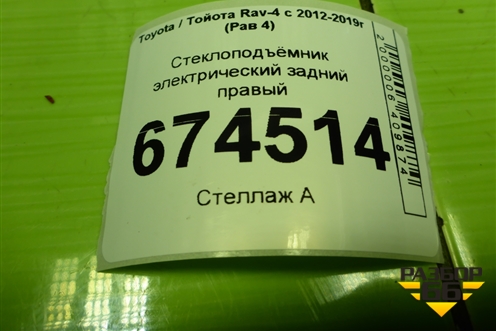 Toyota / Тойота Rav-4 с 2012-2019г
(Рав 4)
Стеклоподъёмник
электрический задний
правый
674514
Стеллаж А
2000006409874
РАЗБОР